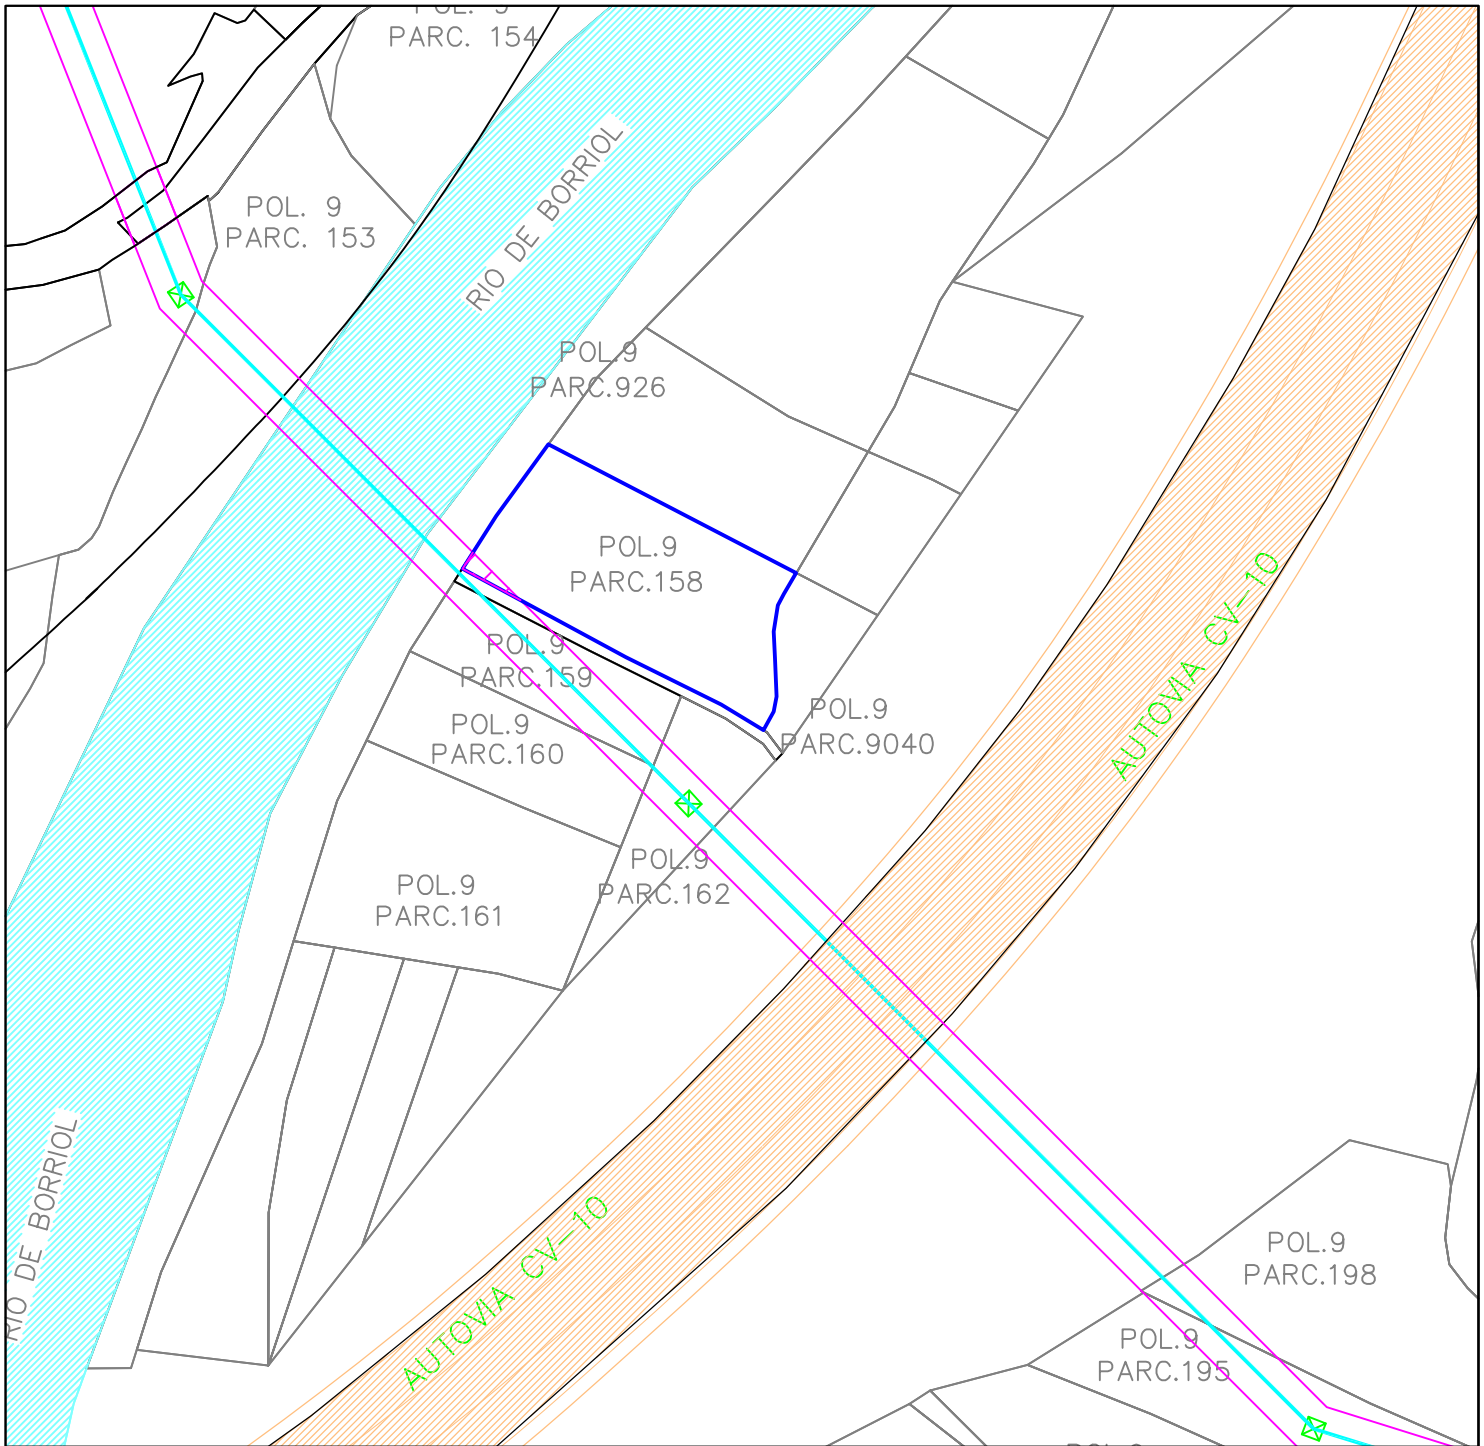 PARC. 154
POL. 9
PARC. 153
RIO DE BORRIOL
POL.9
PARC.926
POL.9
PARC.158
POL.9
PARC.159
POL.9
PARC.160
POL.9
PARC.9040
AUTOVIA CV-10
POL.9
PARC.162
POL.9
PARC.161
RIO DE BORRIOL
AUTOVIA CV-10
POL.9
PARC.198
POL.9
PARC.195